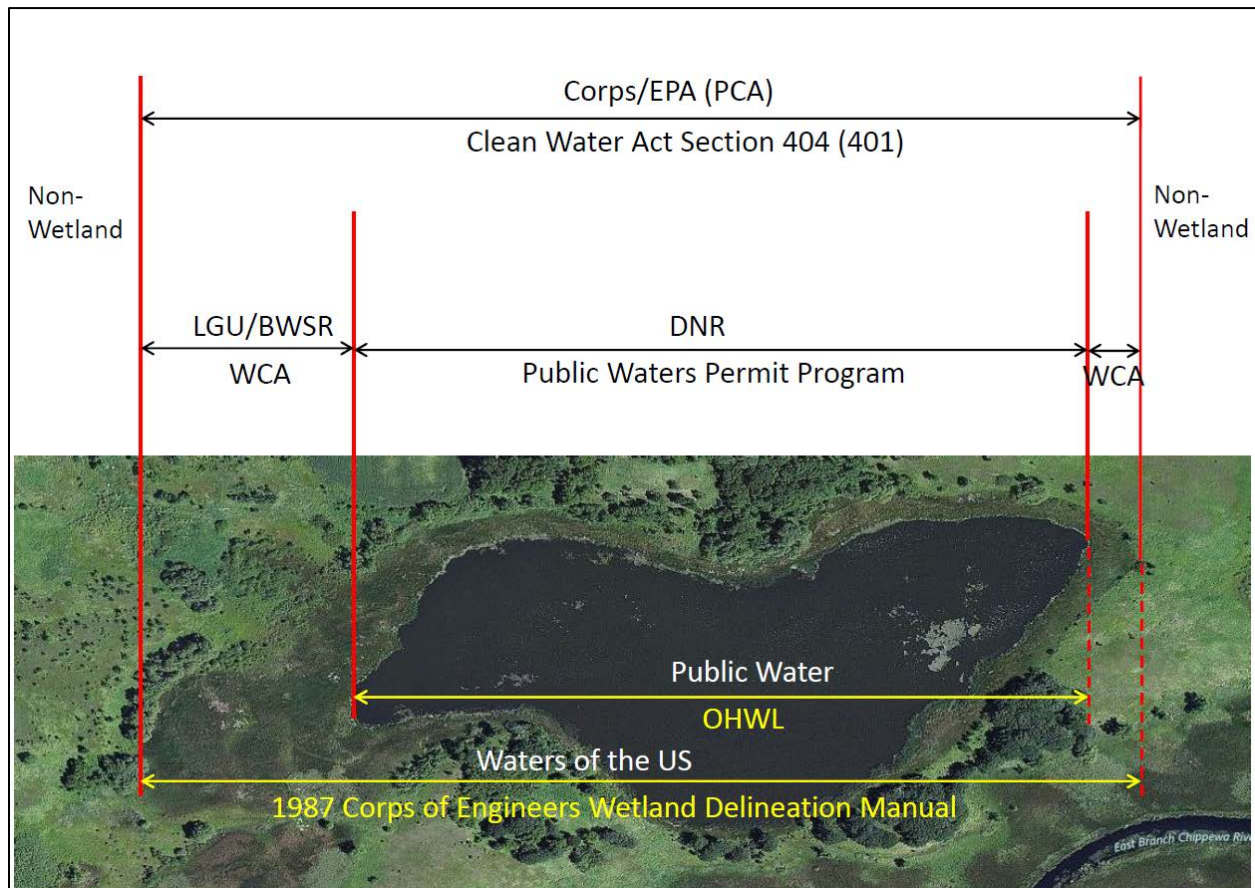 Corps/EPA (PCA)
Clean Water Act Section 404 (401)
Non-
Wetland
Non-
Wetland
LGU/BWSR
DNR
WCA
Public Waters Permit Program
WCA
Public Water
OHWL
Waters of the US
1987 Corps of Engineers Wetland Delineation Manual
East Branch Chippewa Rive